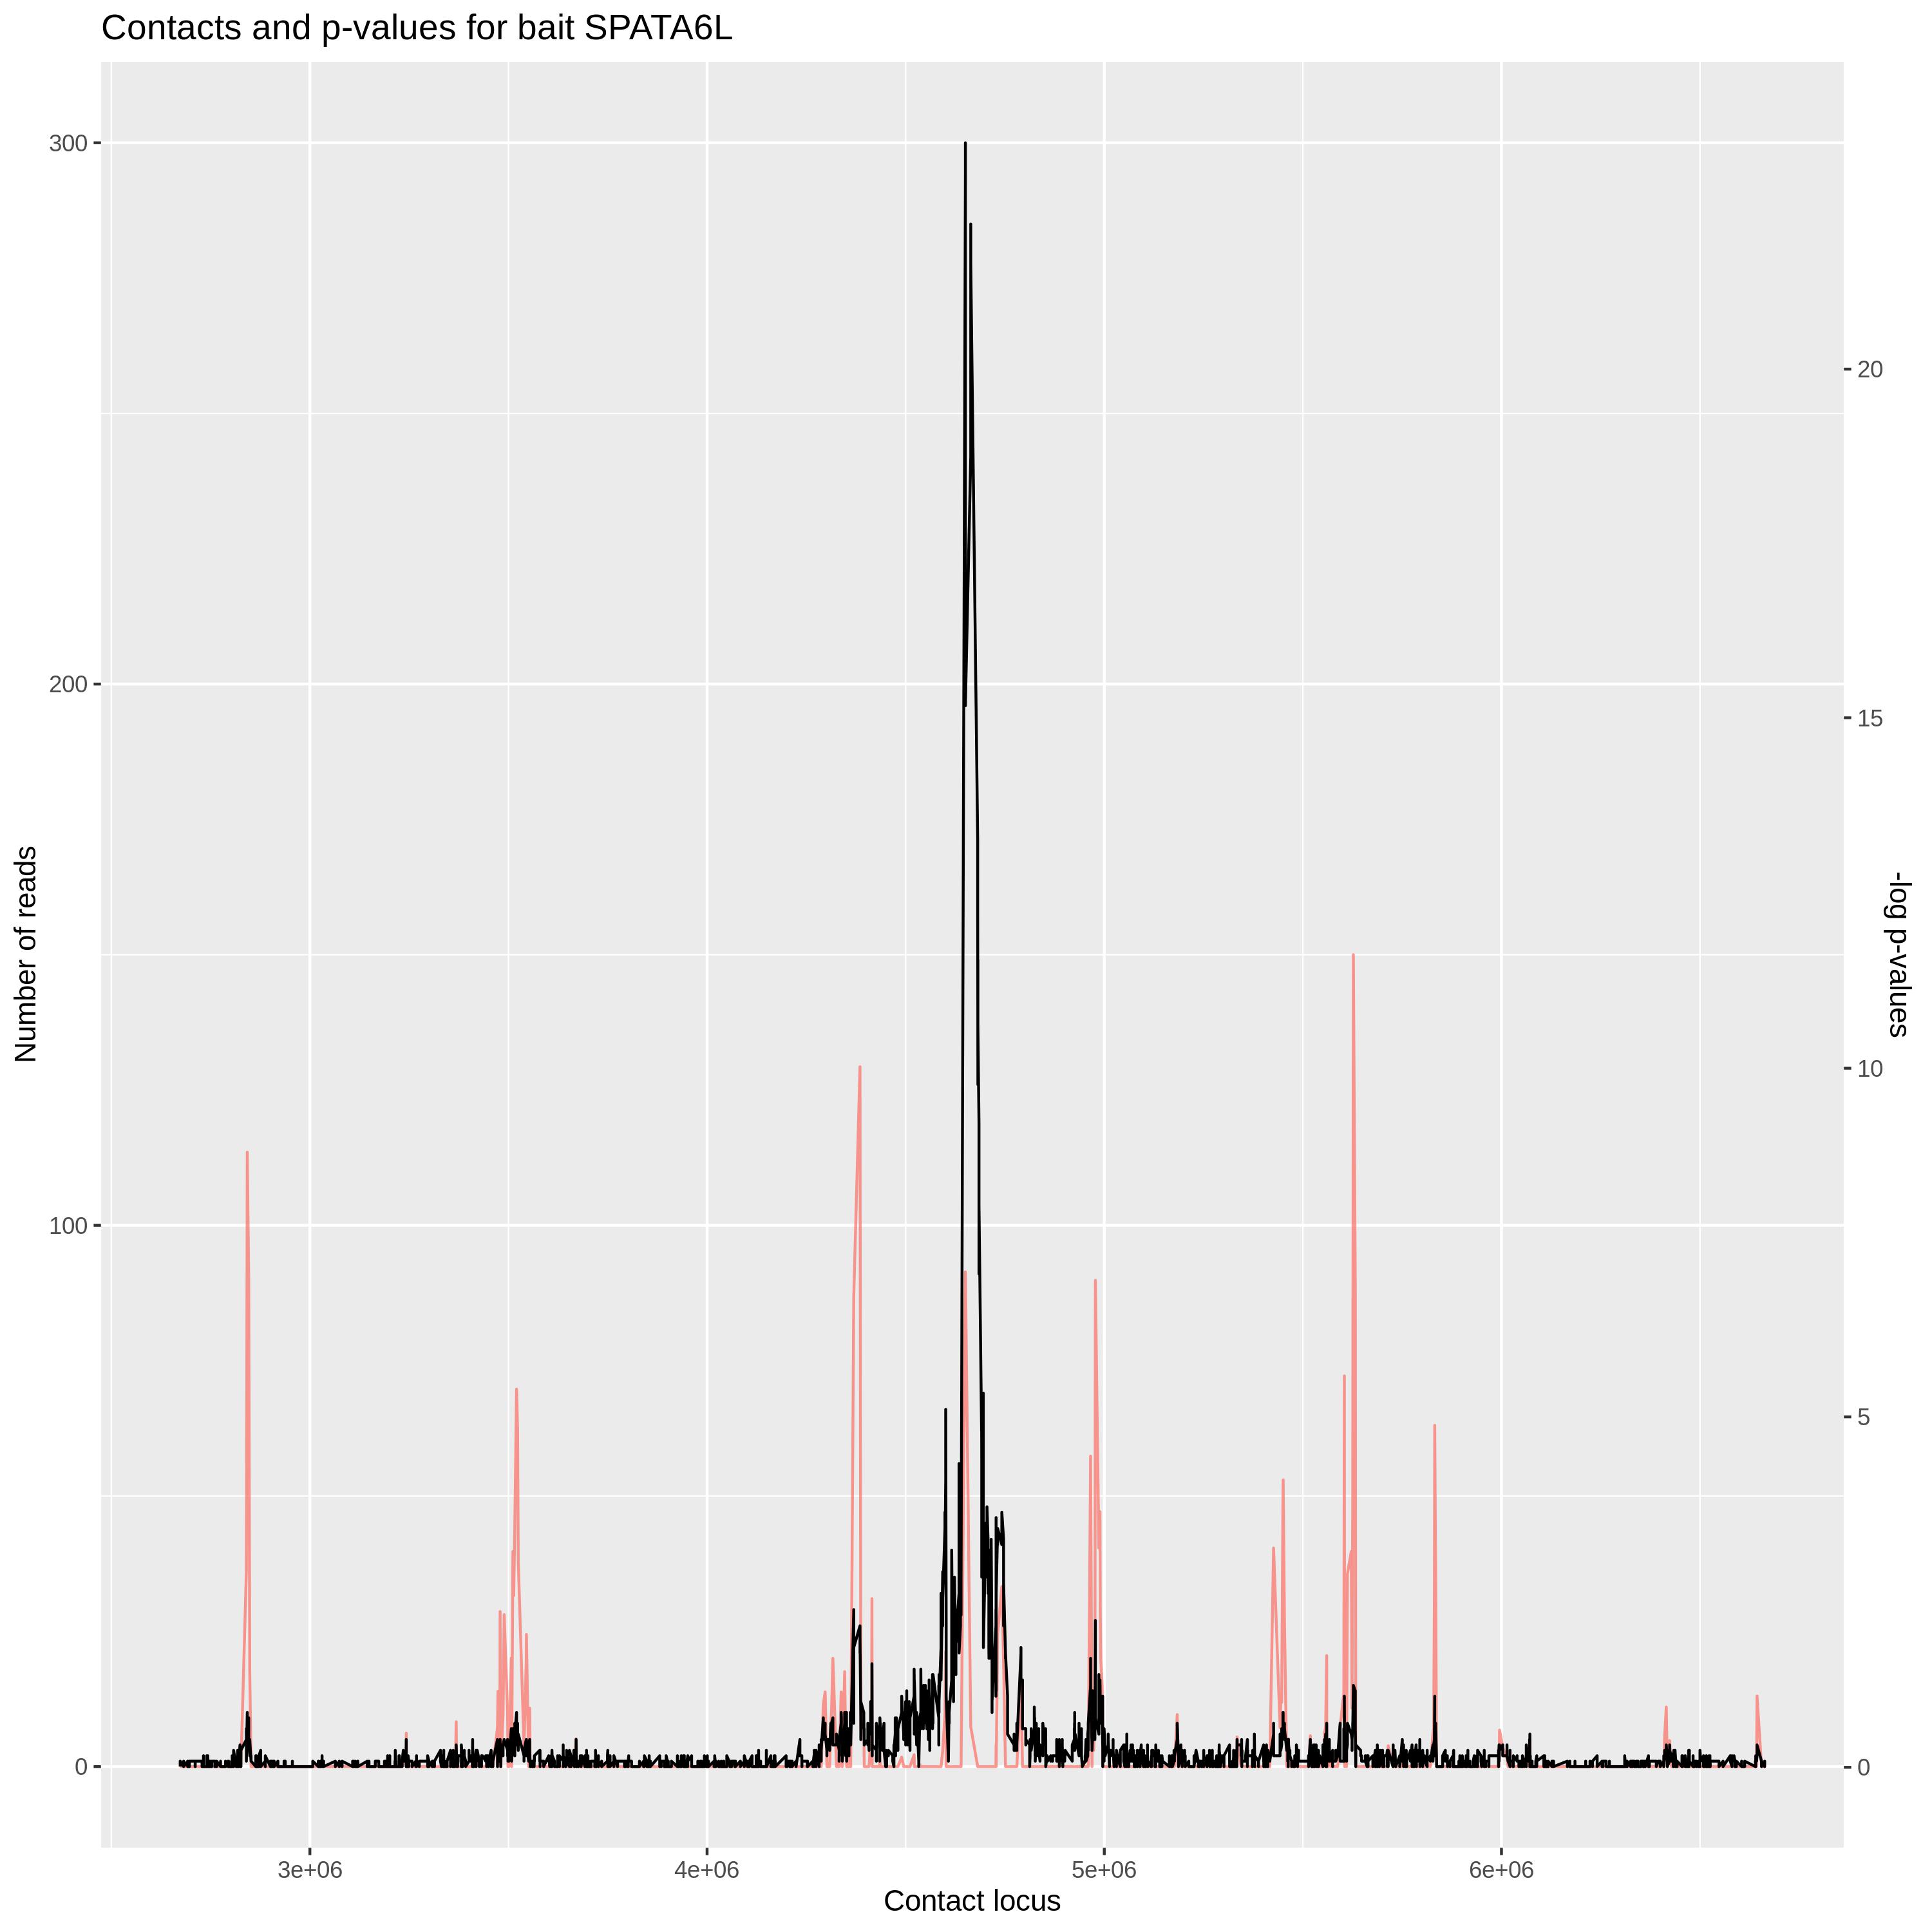 Contacts and p-values for bait SPATA6L
300
200
100
0
Number of reads
20
15
10
5
0
-log p-values
3e+06
4e+06
5e+06
6e+06
Contact locus